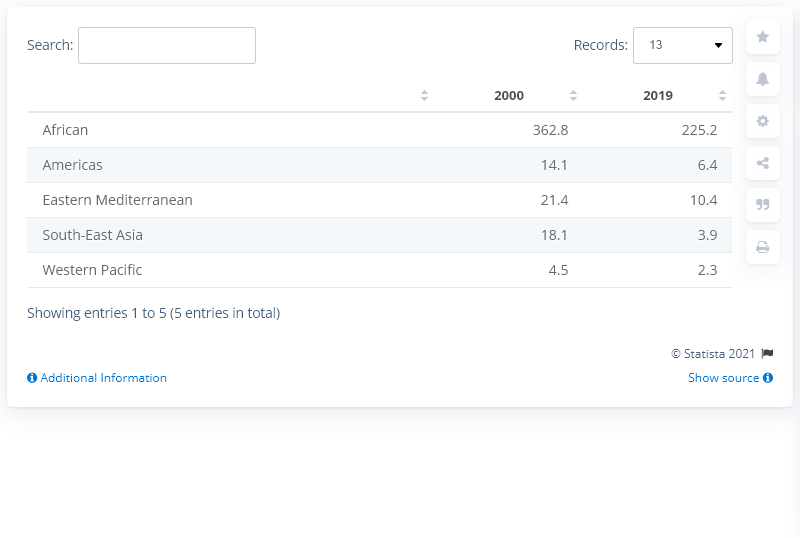 Search:
Records: 13
2000 2019
African 362.8 225.2
Americas 14.1 6.4
Eastern Mediterranean 21.4 10.4
South-East Asia 18.1 3.9
Western Pacific 4.5 2.3
Showing entries 1 to 5 (5 entries in total)
© Statista 2021
Additional Information Show source